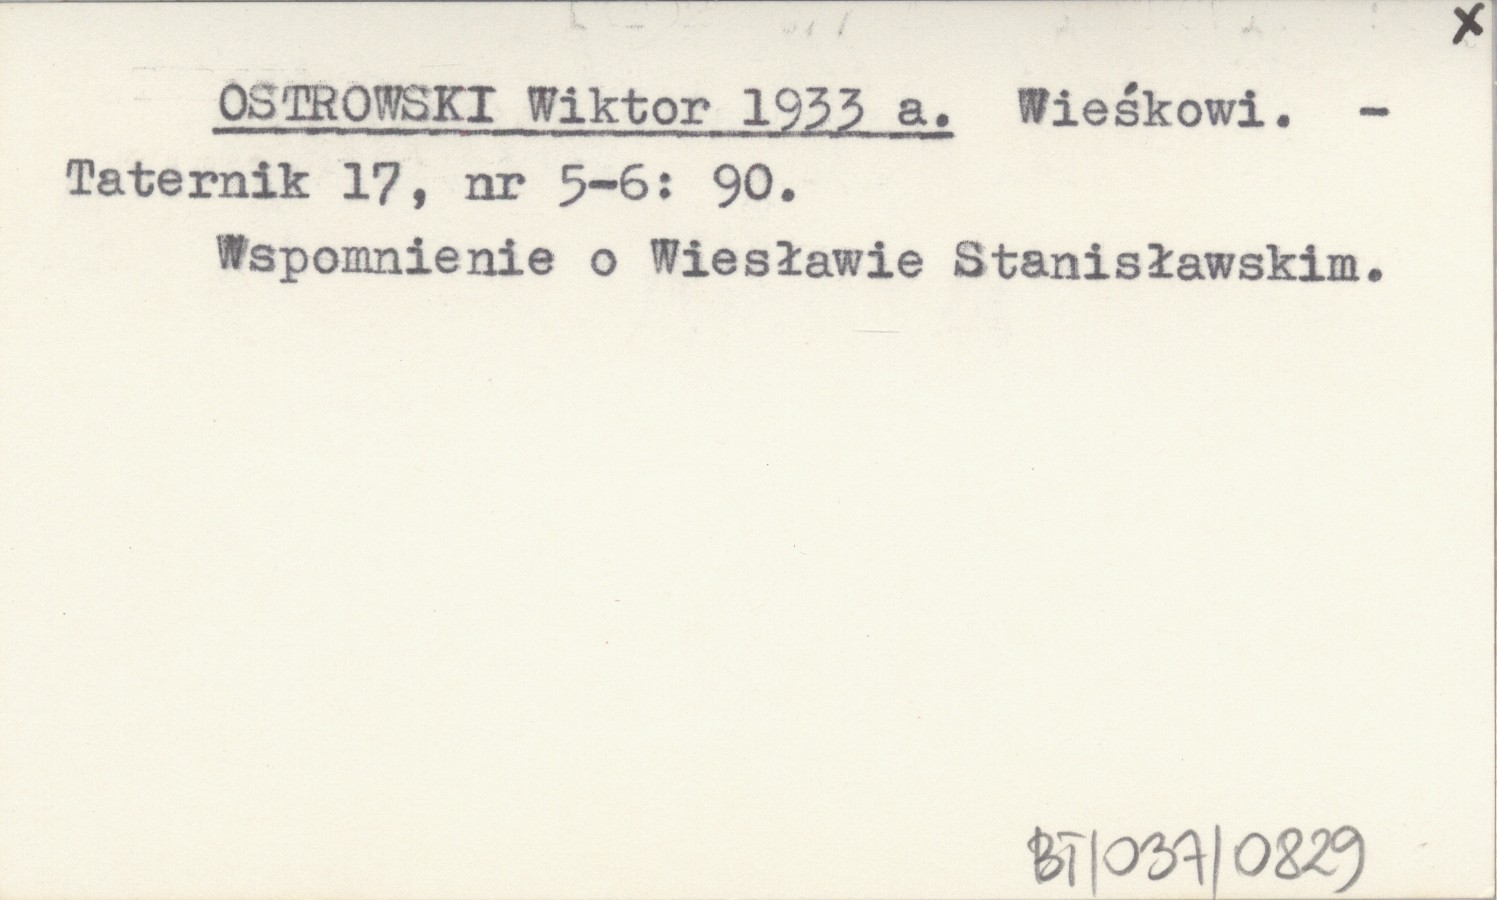 x
OSTROWSKI Wiktor 1933 a. Wieśkowi. -
Taternik 17, nr 5-6: 90.
Wspomnienie o Wiesławie Stanisławskim.
BT/037/0829